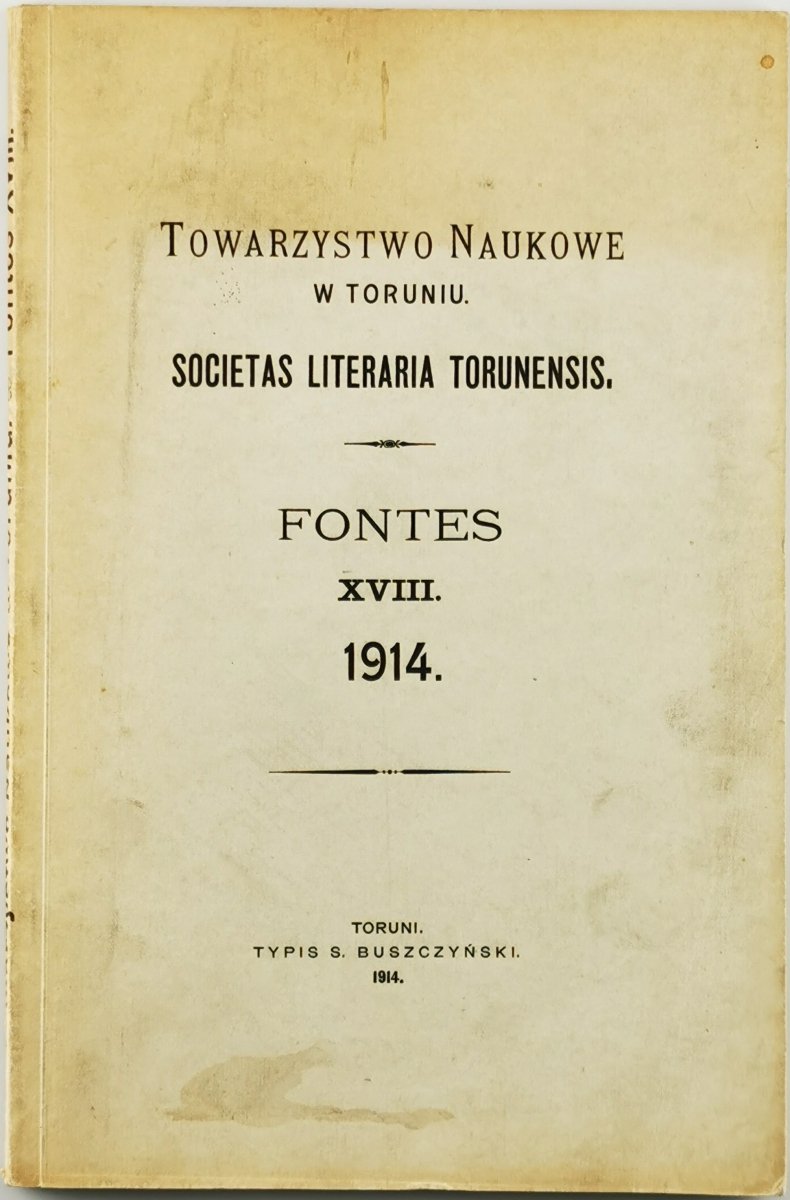 TOWARZYSTWO NAUKOWE
W TORUNIU.
SOCIETAS LITERARIA TORUNENSIS.
FONTES
XVIII.
1914.
TORUNI.
TYPIS S. BUSZCZYŃSKI.
1914.